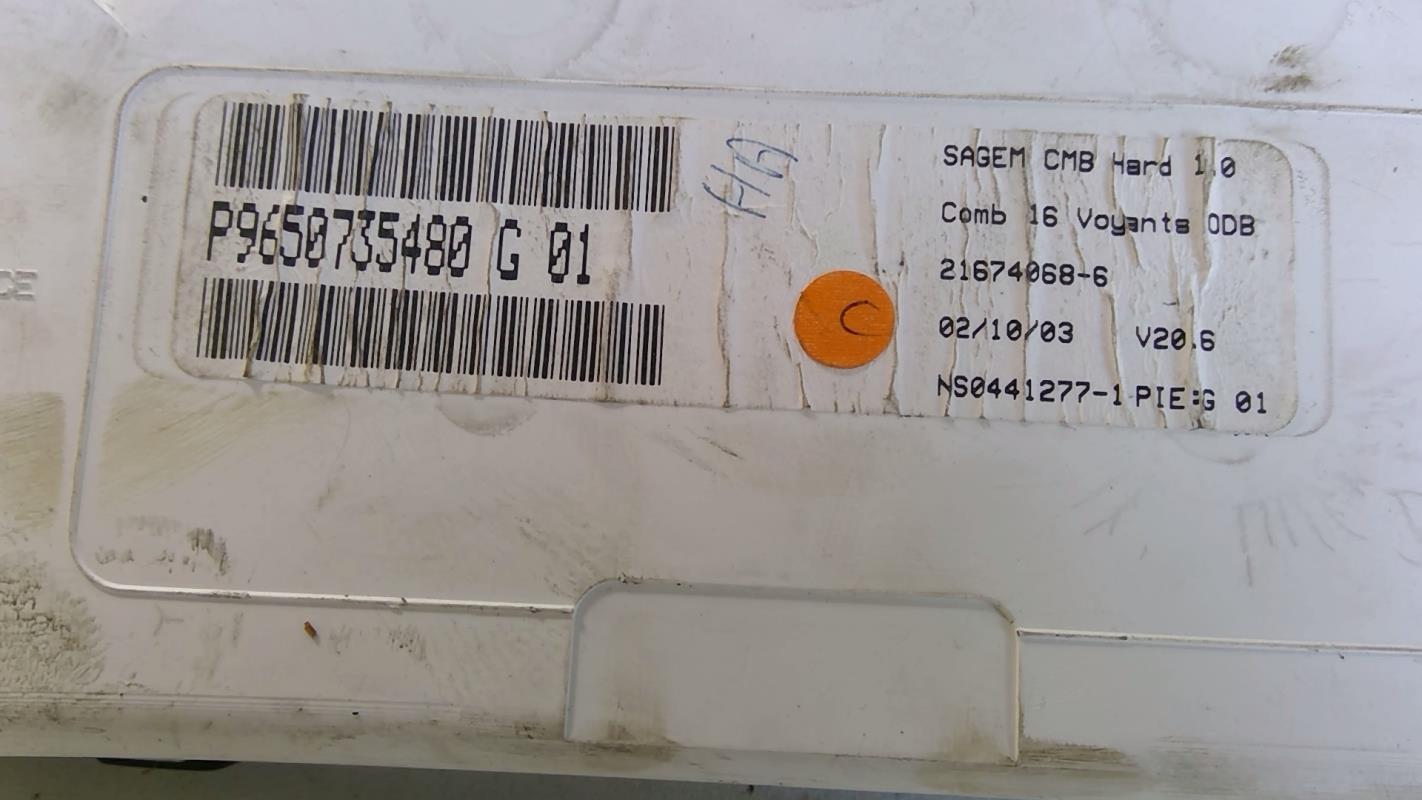 P9650735480 G 01
SAGEM CMB Hard 1.0
Comb 16 Voyants ODB
21674068-6
02/10/03 V20.6
NS0441277-1 PIE:G 01
C
CE